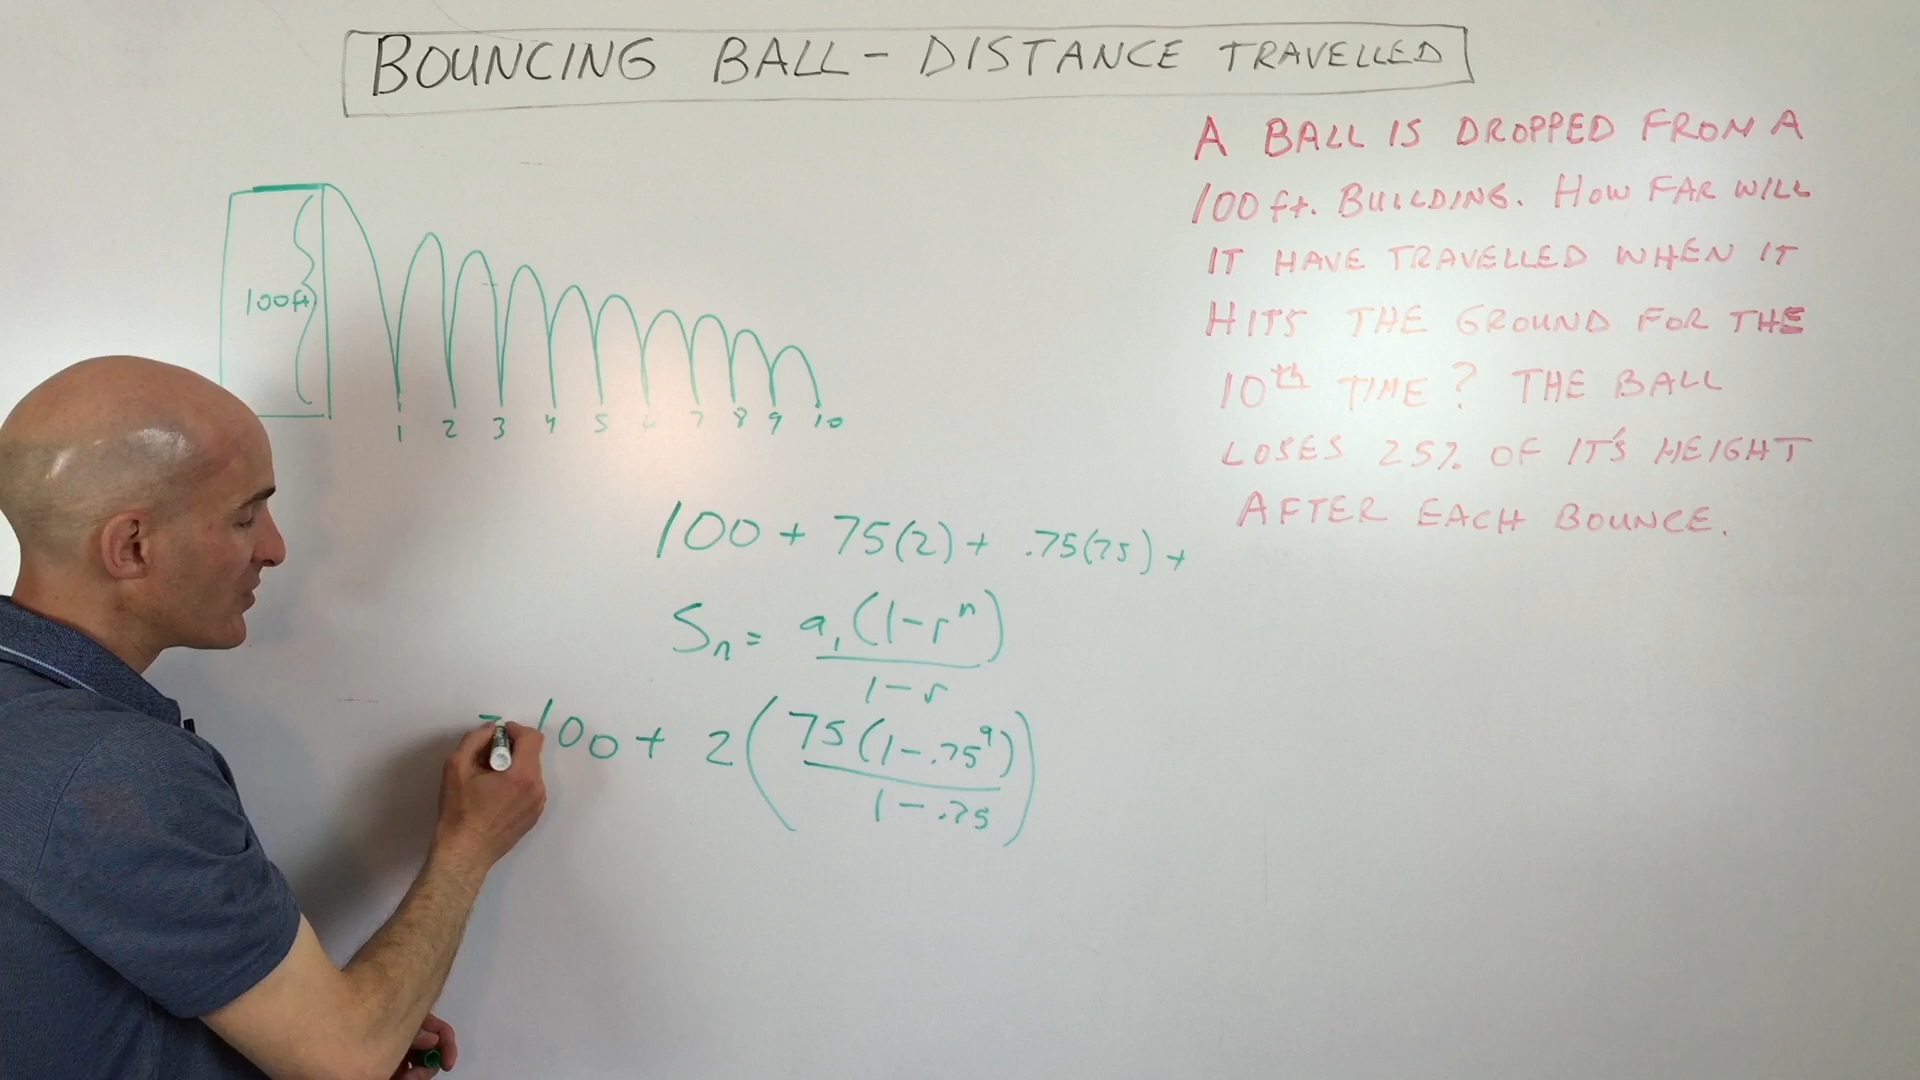 BOUNCING BALL - DISTANCE TRAVELLED
A BALL IS DROPPED FROM A
100 ft. BUILDING. HOW FAR WILL
IT HAVE TRAVELLED WHEN IT
HITS THE GROUND FOR THE
10th TIME? THE BALL
LOSES 25% OF IT'S HEIGHT
AFTER EACH BOUNCE.
100ft
1 2 3 4 5 6 7 8 9 10
100 + 75(2) + .75(75) +
Sn = a1(1-r^n)
1-r
= 100 + 2(75(1-.75^9)
1-.75)